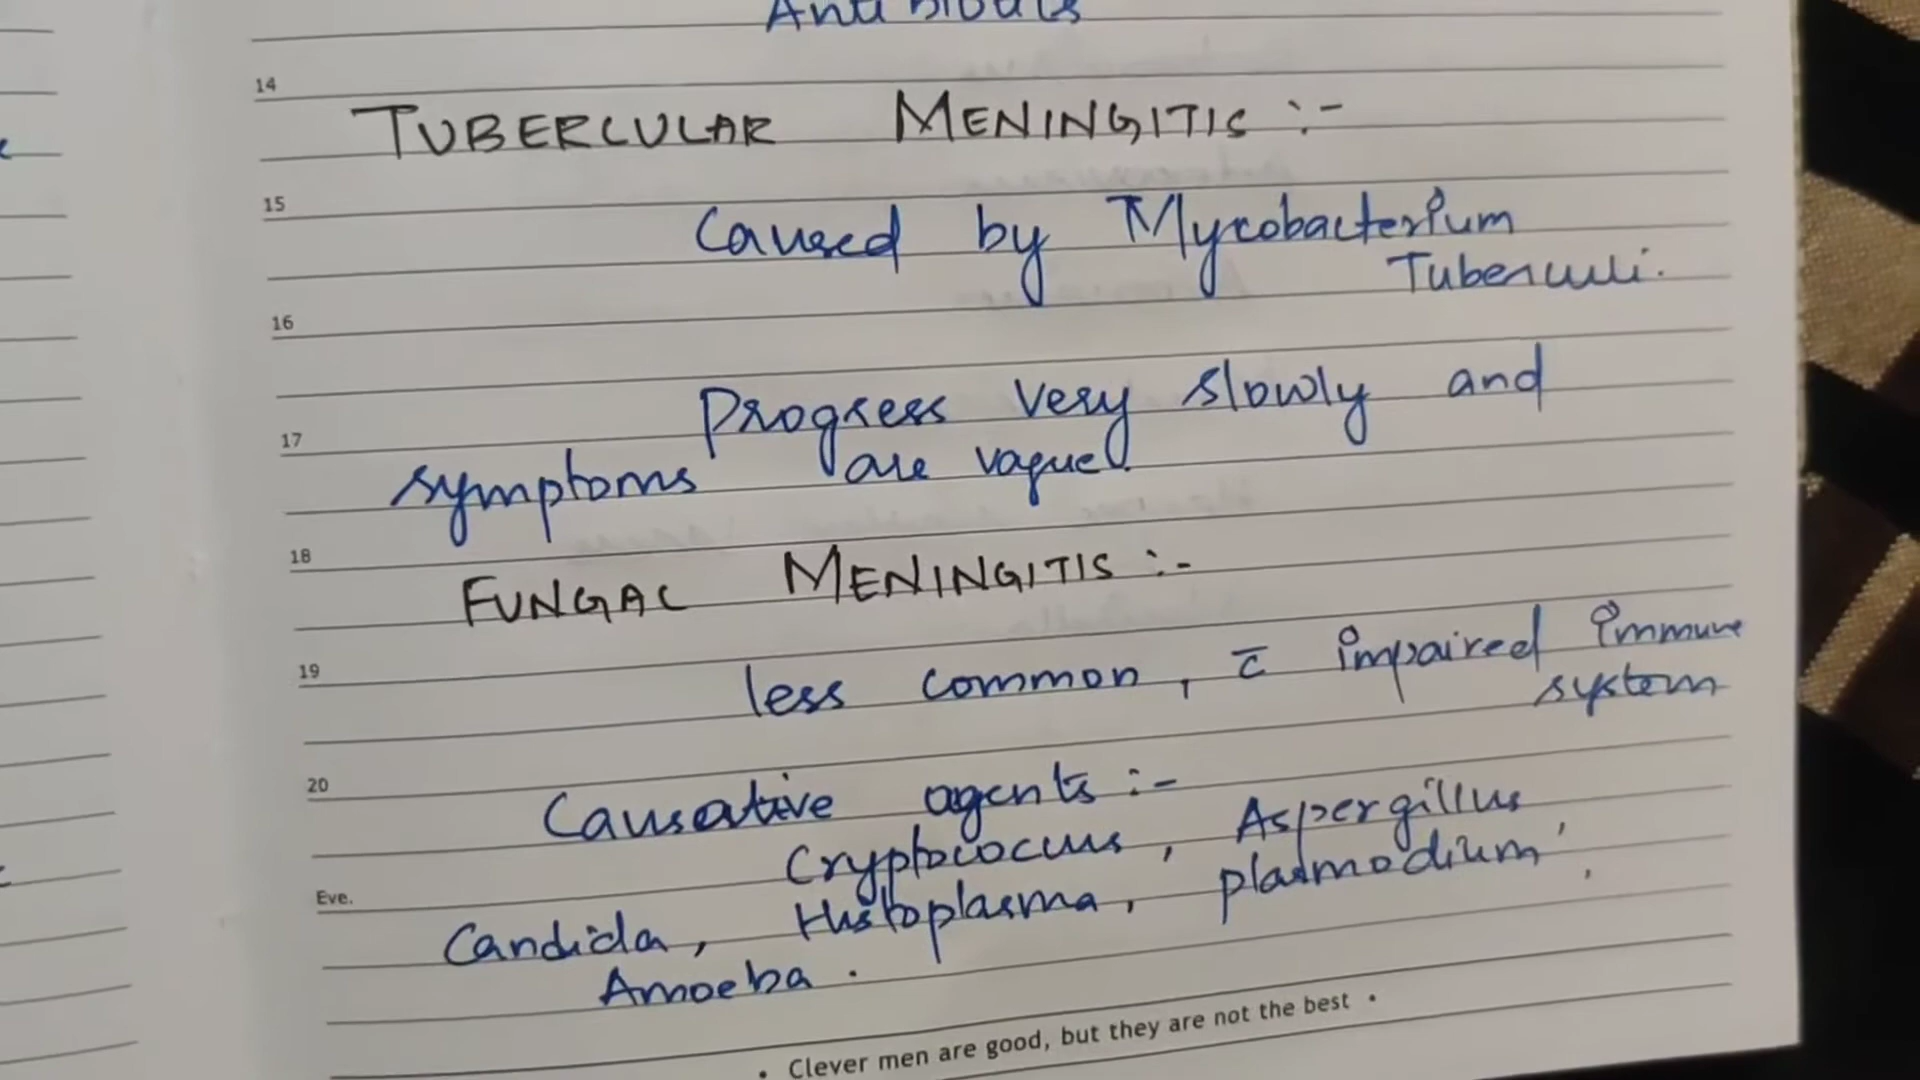 Antibiotics
14
TUBERCULAR MENINGITIS :-
15
Caused by Mycobacterium
Tuberculi.
16
Progress very slowly and
17
symptoms are vague.
18
FUNGAL MENINGITIS :-
19
less common, c̄ impaired immune
system
20
Causative agents :-
Cryptococcus, Aspergillus,
Eve.
Candida, Histoplasma, plasmodium,
Amoeba.
• Clever men are good, but they are not the best •